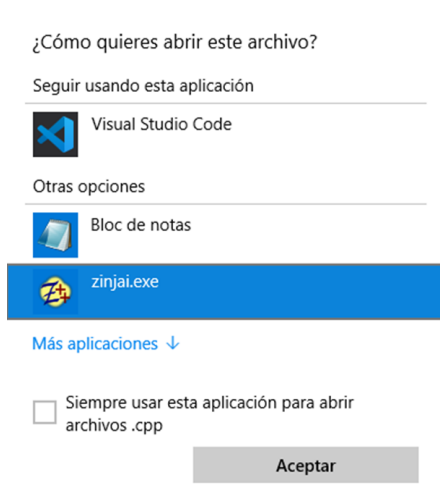 ¿Cómo quieres abrir este archivo?
Seguir usando esta aplicación
Visual Studio Code
Otras opciones
Bloc de notas
zinjai.exe
Más aplicaciones ↓
Siempre usar esta aplicación para abrir
archivos .cpp
Aceptar